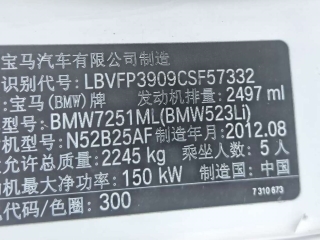 宝马汽车有限公司制造
识别代号: LBVFP3909CSF57332
宝马(BMW)牌 发动机排量: 2497 ml
型号: BMW7251ML(BMW523Li)
型号: N52B25AF 制造年月: 2012.08
允许总质量: 2245 kg 乘坐人数: 5 人
机最大净功率: 150 kW 制造国: 中国
代码/色圈: 300 7 310 673